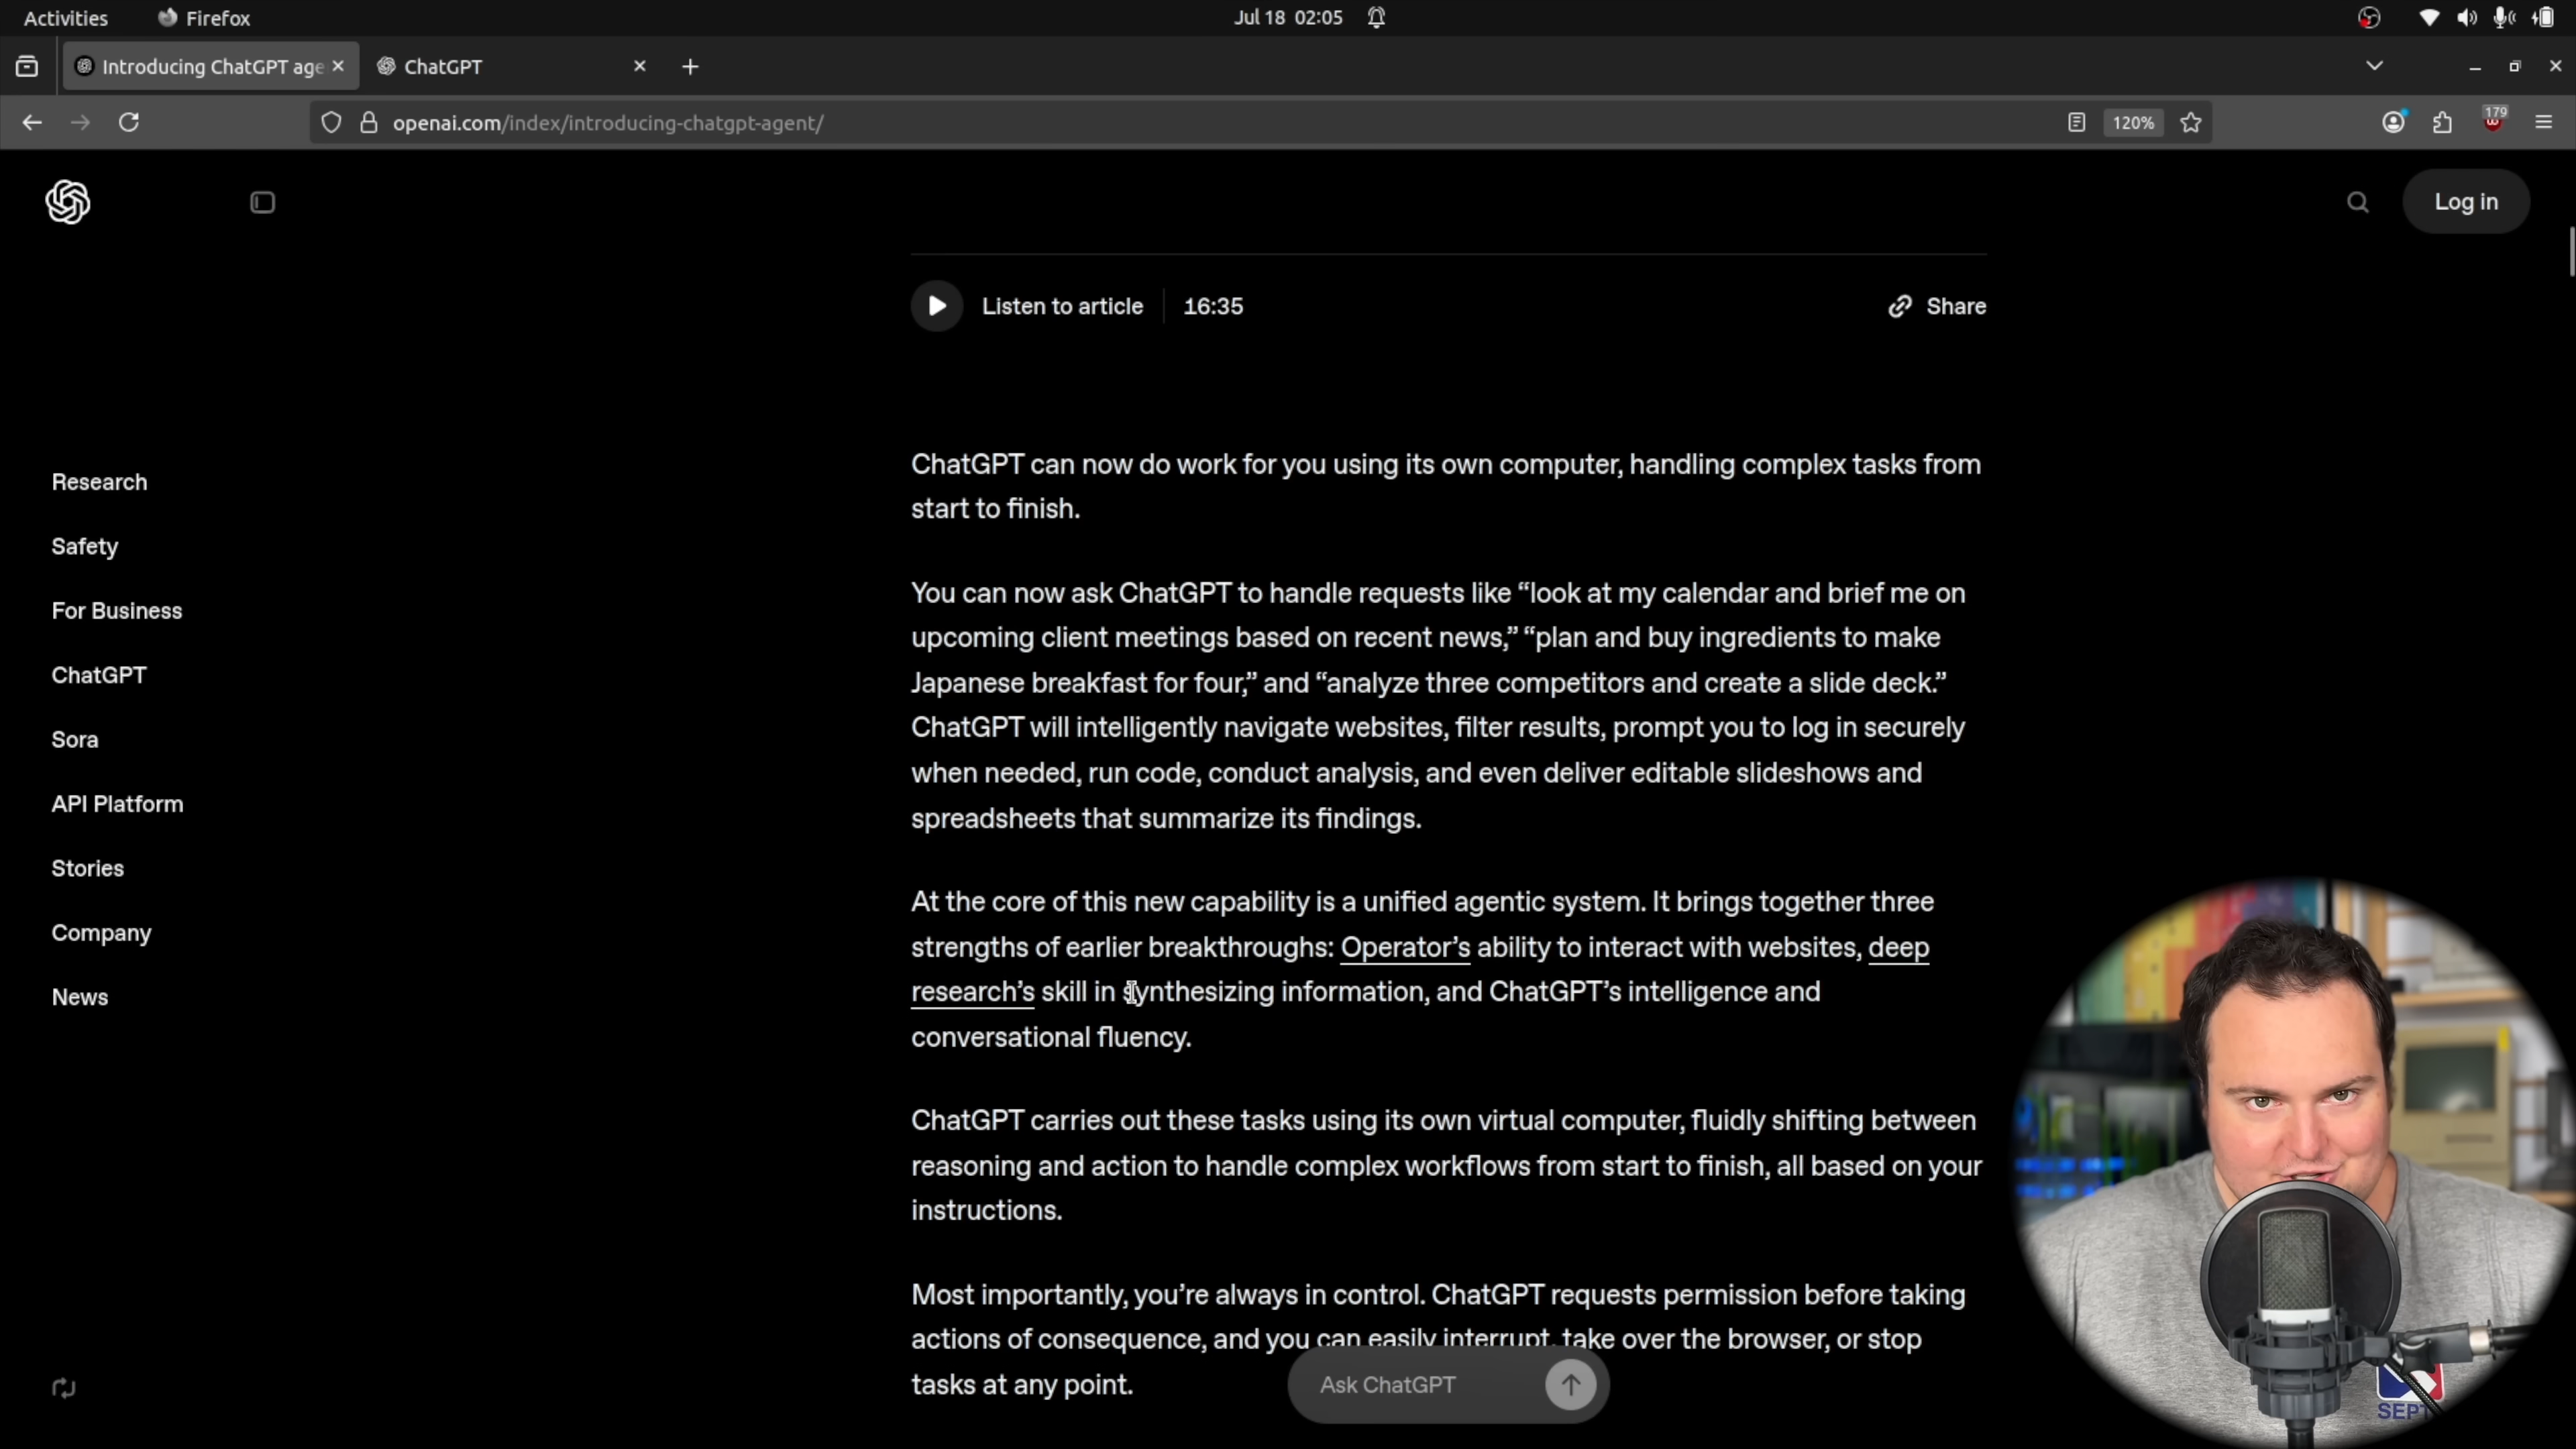 Activities Firefox Jul 18 02:05
Introducing ChatGPT age ChatGPT
openai.com/index/introducing-chatgpt-agent/ 120% 179
Log in
Listen to article 16:35 Share
Research
Safety
For Business
ChatGPT
Sora
API Platform
Stories
Company
News
ChatGPT can now do work for you using its own computer, handling complex tasks from
start to finish.
You can now ask ChatGPT to handle requests like “look at my calendar and brief me on
upcoming client meetings based on recent news,” “plan and buy ingredients to make
Japanese breakfast for four,” and “analyze three competitors and create a slide deck.”
ChatGPT will intelligently navigate websites, filter results, prompt you to log in securely
when needed, run code, conduct analysis, and even deliver editable slideshows and
spreadsheets that summarize its findings.
At the core of this new capability is a unified agentic system. It brings together three
strengths of earlier breakthroughs: Operator’s ability to interact with websites, deep
research’s skill in synthesizing information, and ChatGPT’s intelligence and
conversational fluency.
ChatGPT carries out these tasks using its own virtual computer, fluidly shifting between
reasoning and action to handle complex workflows from start to finish, all based on your
instructions.
Most importantly, you’re always in control. ChatGPT requests permission before taking
actions of consequence, and you can easily interrupt, take over the browser, or stop
tasks at any point.
Ask ChatGPT
SEPT